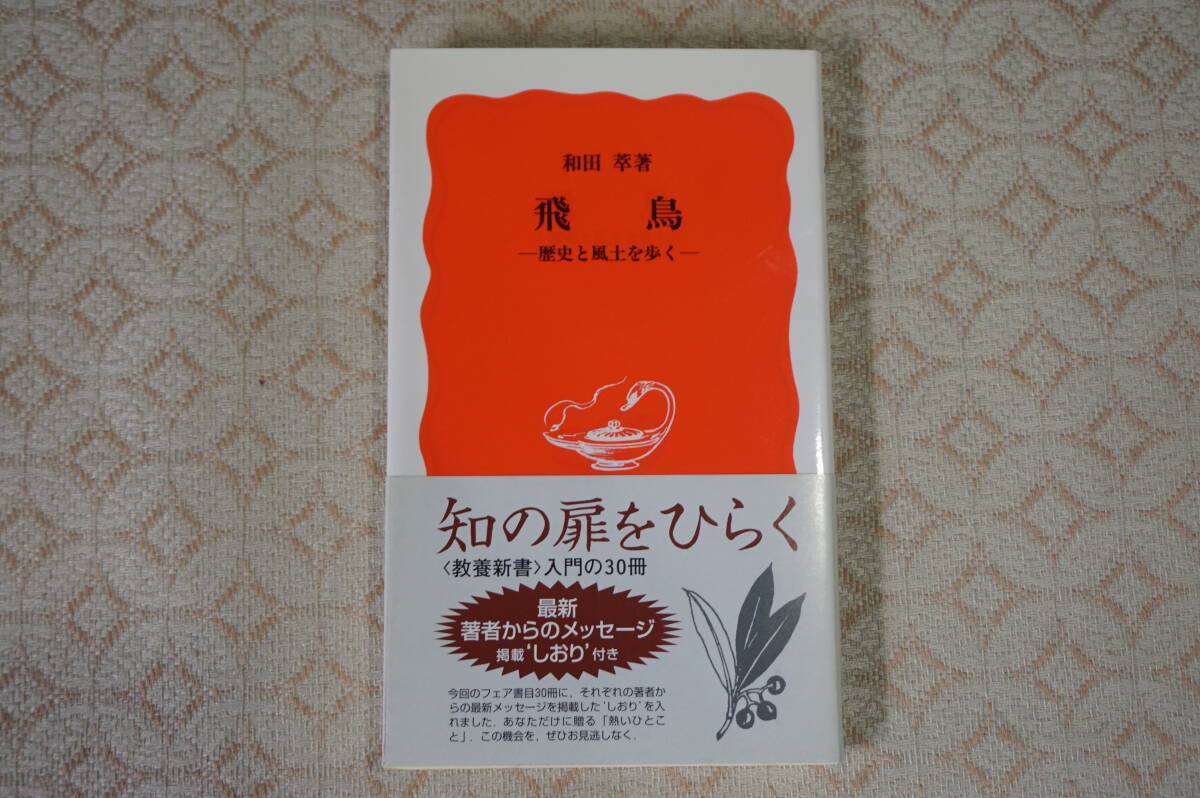 和田 萃著
飛 鳥
―歴史と風土を歩く―
知の扉をひらく
〈教養新書〉入門の30冊
最新
著者からのメッセージ
掲載‘しおり’付き
今回のフェア書目30冊に，それぞれの著者か
らの最新メッセージを掲載した‘しおり’を入
れました．あなただけに贈る「熱いひとこ
と」．この機会を，ぜひお見逃しなく．